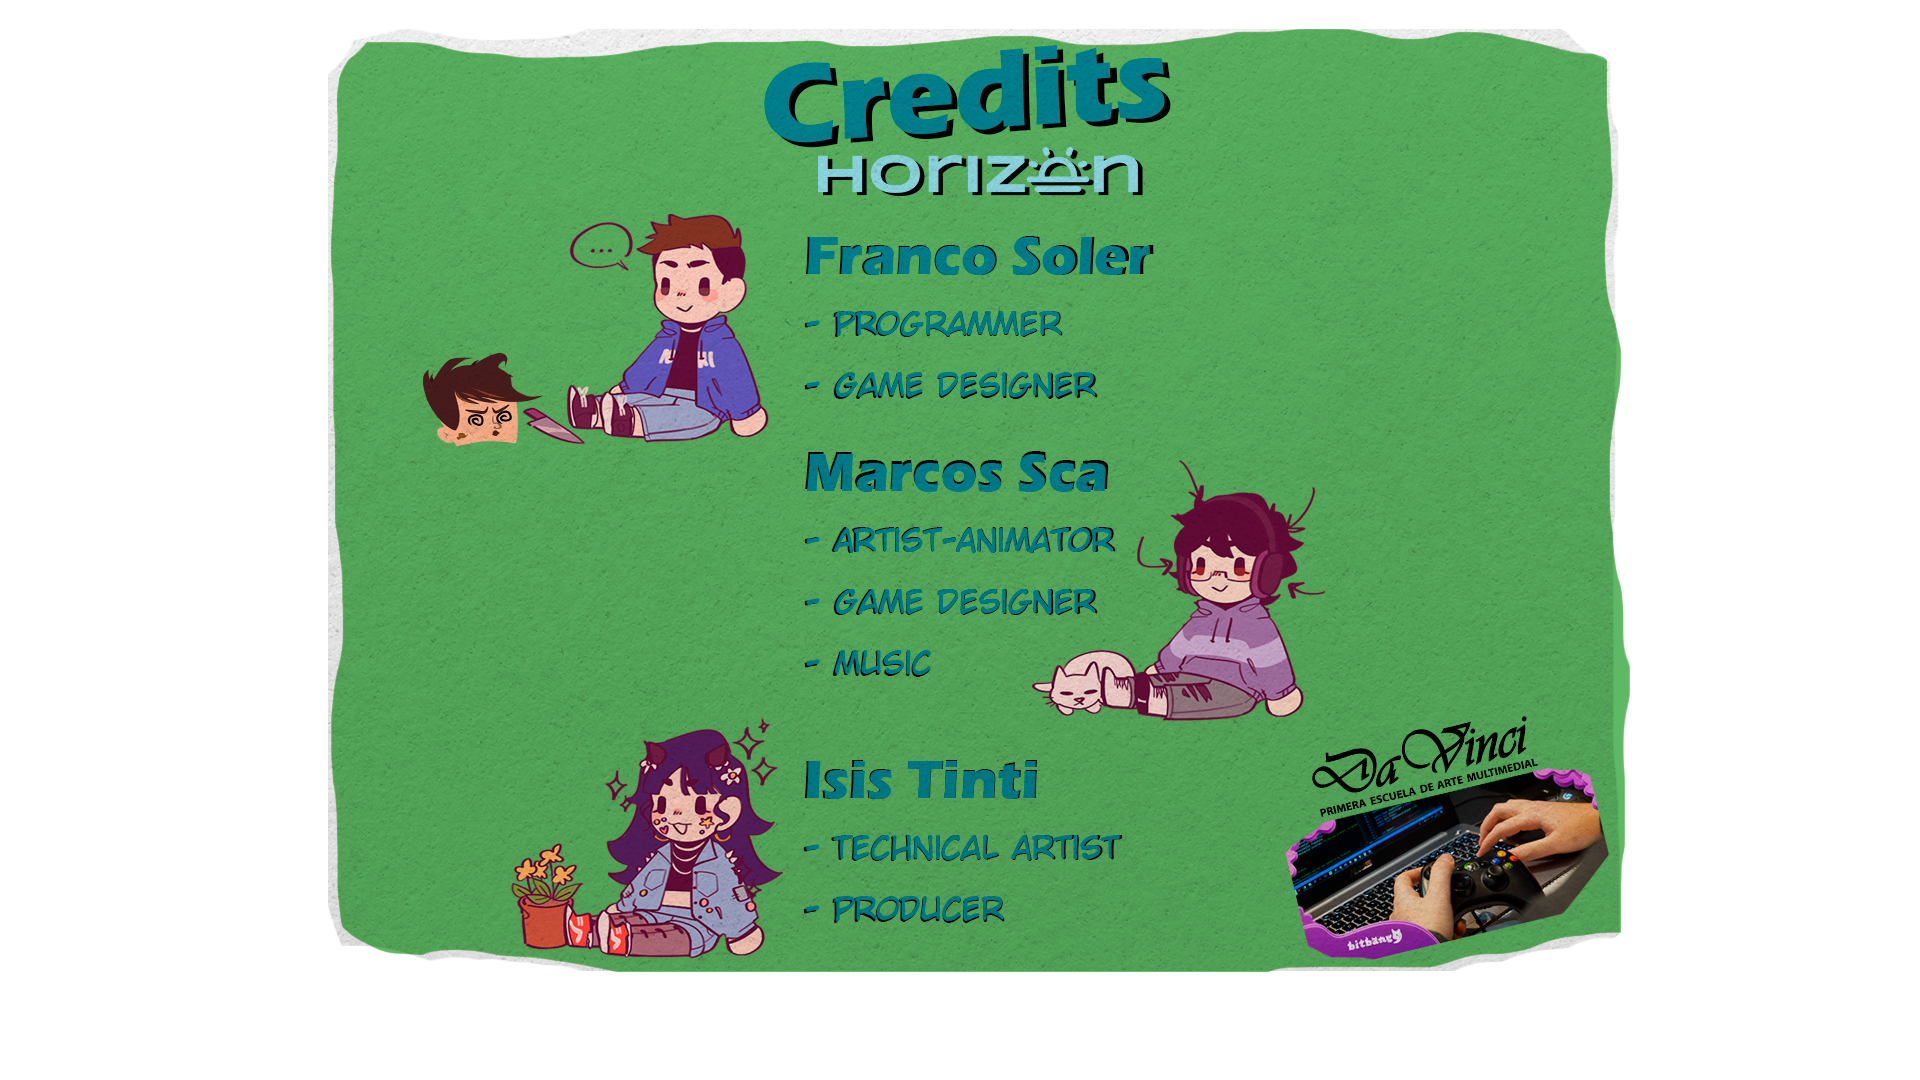 Credits
HORIZON
...
Franco Soler
- PROGRAMMER
- GAME DESIGNER
Marcos Sca
- ARTIST-ANIMATOR
- GAME DESIGNER
- MUSIC
Isis Tinti
- TECHNICAL ARTIST
- PRODUCER
Da Vinci
PRIMERA ESCUELA DE ARTE MULTIMEDIAL
bitbang